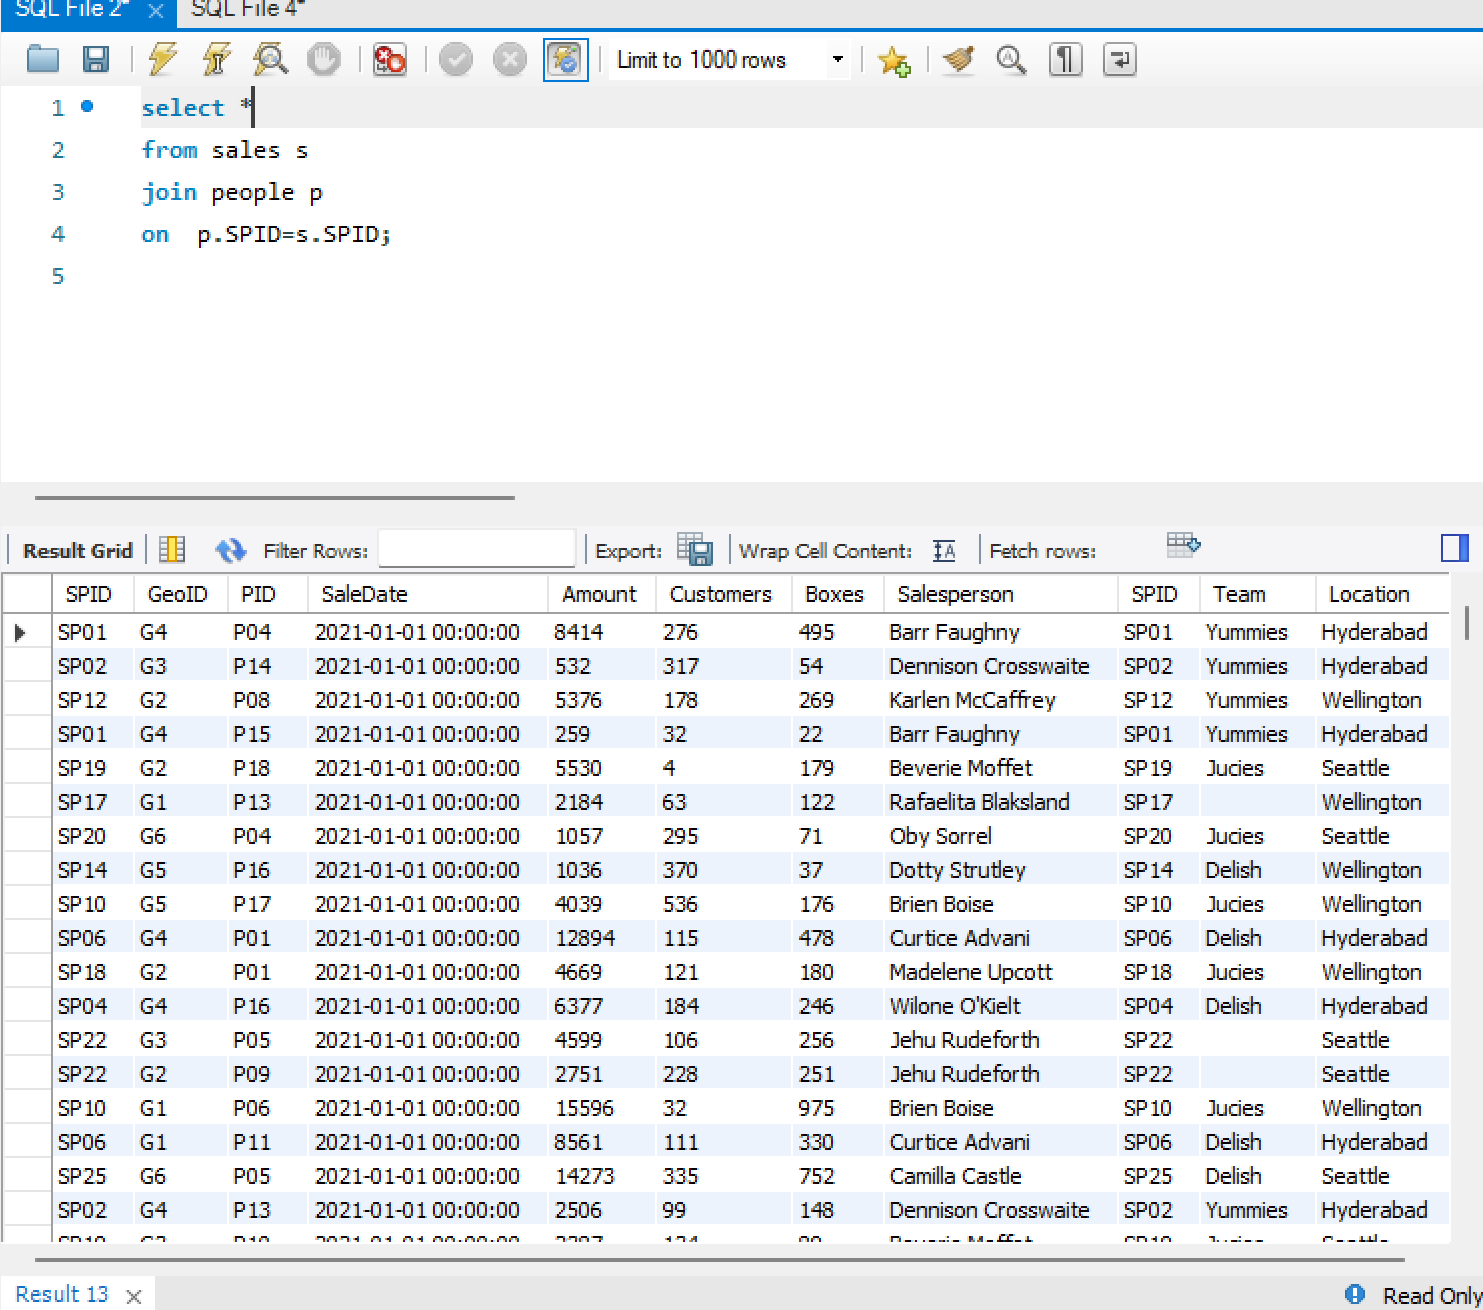 SQL File 2* × SQL File 4*
Limit to 1000 rows
1 select *
2 from sales s
3 join people p
4 on p.SPID=s.SPID;
5
Result Grid Filter Rows: Export: Wrap Cell Content: Fetch rows:
SPID GeoID PID SaleDate Amount Customers Boxes Salesperson SPID Team Location
SP01 G4 P04 2021-01-01 00:00:00 8414 276 495 Barr Faughny SP01 Yummies Hyderabad
SP02 G3 P14 2021-01-01 00:00:00 532 317 54 Dennison Crosswaite SP02 Yummies Hyderabad
SP12 G2 P08 2021-01-01 00:00:00 5376 178 269 Karlen McCaffrey SP12 Yummies Wellington
SP01 G4 P15 2021-01-01 00:00:00 259 32 22 Barr Faughny SP01 Yummies Hyderabad
SP19 G2 P18 2021-01-01 00:00:00 5530 4 179 Beverie Moffet SP19 Jucies Seattle
SP17 G1 P13 2021-01-01 00:00:00 2184 63 122 Rafaelita Blaksland SP17 Wellington
SP20 G6 P04 2021-01-01 00:00:00 1057 295 71 Oby Sorrel SP20 Jucies Seattle
SP14 G5 P16 2021-01-01 00:00:00 1036 370 37 Dotty Strutley SP14 Delish Wellington
SP10 G5 P17 2021-01-01 00:00:00 4039 536 176 Brien Boise SP10 Jucies Wellington
SP06 G4 P01 2021-01-01 00:00:00 12894 115 478 Curtice Advani SP06 Delish Hyderabad
SP18 G2 P01 2021-01-01 00:00:00 4669 121 180 Madelene Upcott SP18 Jucies Wellington
SP04 G4 P16 2021-01-01 00:00:00 6377 184 246 Wilone O'Kielt SP04 Delish Hyderabad
SP22 G3 P05 2021-01-01 00:00:00 4599 106 256 Jehu Rudeforth SP22 Seattle
SP22 G2 P09 2021-01-01 00:00:00 2751 228 251 Jehu Rudeforth SP22 Seattle
SP10 G1 P06 2021-01-01 00:00:00 15596 32 975 Brien Boise SP10 Jucies Wellington
SP06 G1 P11 2021-01-01 00:00:00 8561 111 330 Curtice Advani SP06 Delish Hyderabad
SP25 G6 P05 2021-01-01 00:00:00 14273 335 752 Camilla Castle SP25 Delish Seattle
SP02 G4 P13 2021-01-01 00:00:00 2506 99 148 Dennison Crosswaite SP02 Yummies Hyderabad
Result 13 × Read Only